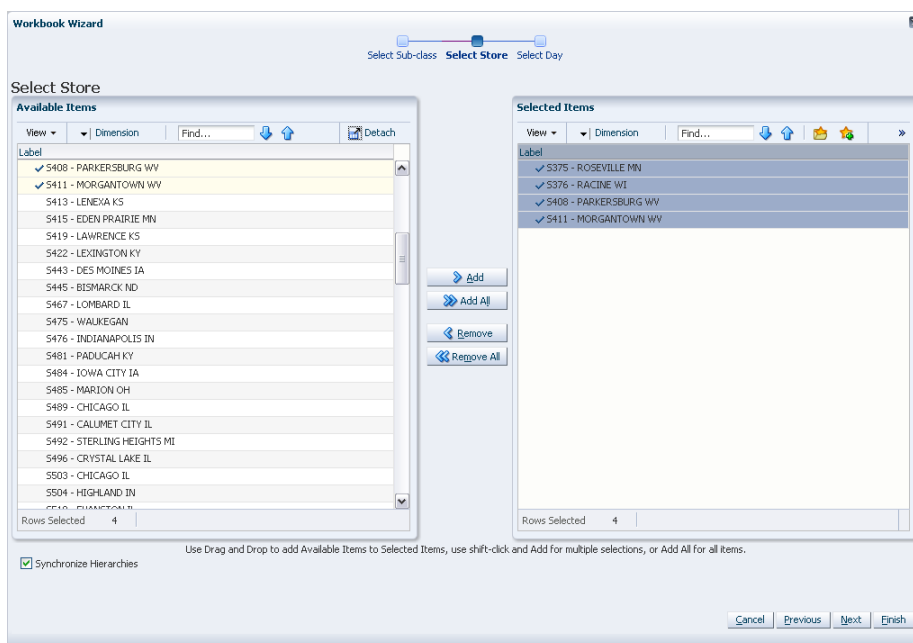 Workbook Wizard
Select Sub-class Select Store Select Day
Select Store
Available Items
View Dimension Find... Detach
Label
S408 - PARKERSBURG WV
S411 - MORGANTOWN WV
S413 - LENEXA KS
S415 - EDEN PRAIRIE MN
S419 - LAWRENCE KS
S422 - LEXINGTON KY
S443 - DES MOINES IA
S445 - BISMARCK ND
S467 - LOMBARD IL
S475 - WAUKEGAN
S476 - INDIANAPOLIS IN
S481 - PADUCAH KY
S484 - IOWA CITY IA
S485 - MARION OH
S489 - CHICAGO IL
S491 - CALUMET CITY IL
S492 - STERLING HEIGHTS MI
S496 - CRYSTAL LAKE IL
S503 - CHICAGO IL
S504 - HIGHLAND IN
Rows Selected 4
Add
Add All
Remove
Remove All
Selected Items
View Dimension Find... »
Label
S375 - ROSEVILLE MN
S376 - RACINE WI
S408 - PARKERSBURG WV
S411 - MORGANTOWN WV
Rows Selected 4
Use Drag and Drop to add Available Items to Selected Items, use shift-click and Add for multiple selections, or Add All for all items.
Synchronize Hierarchies
Cancel Previous Next Finish